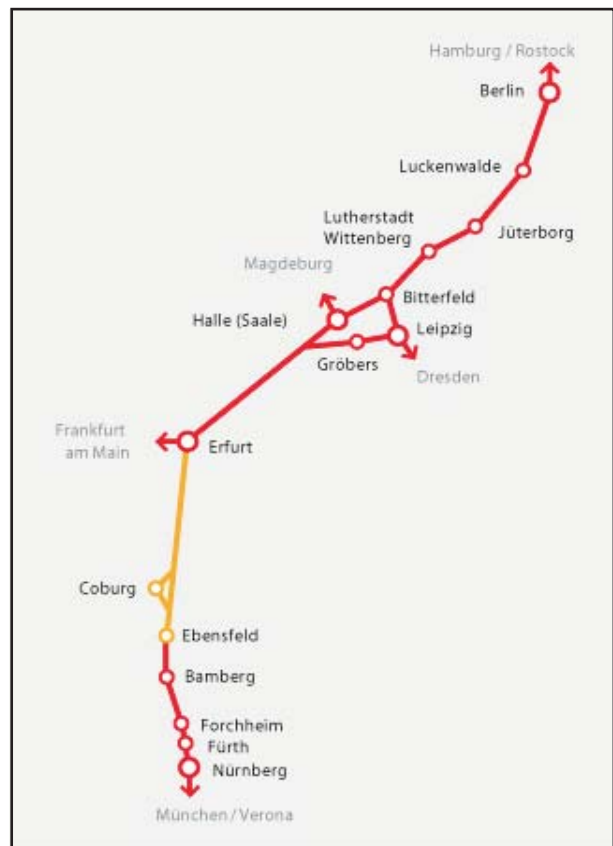 Hamburg / Rostock
Berlin
Luckenwalde
Lutherstadt
Wittenberg
Jüterborg
Magdeburg
Bitterfeld
Halle (Saale)
Leipzig
Gröbers
Dresden
Frankfurt
am Main
Erfurt
Coburg
Ebensfeld
Bamberg
Forchheim
Fürth
Nürnberg
München / Verona